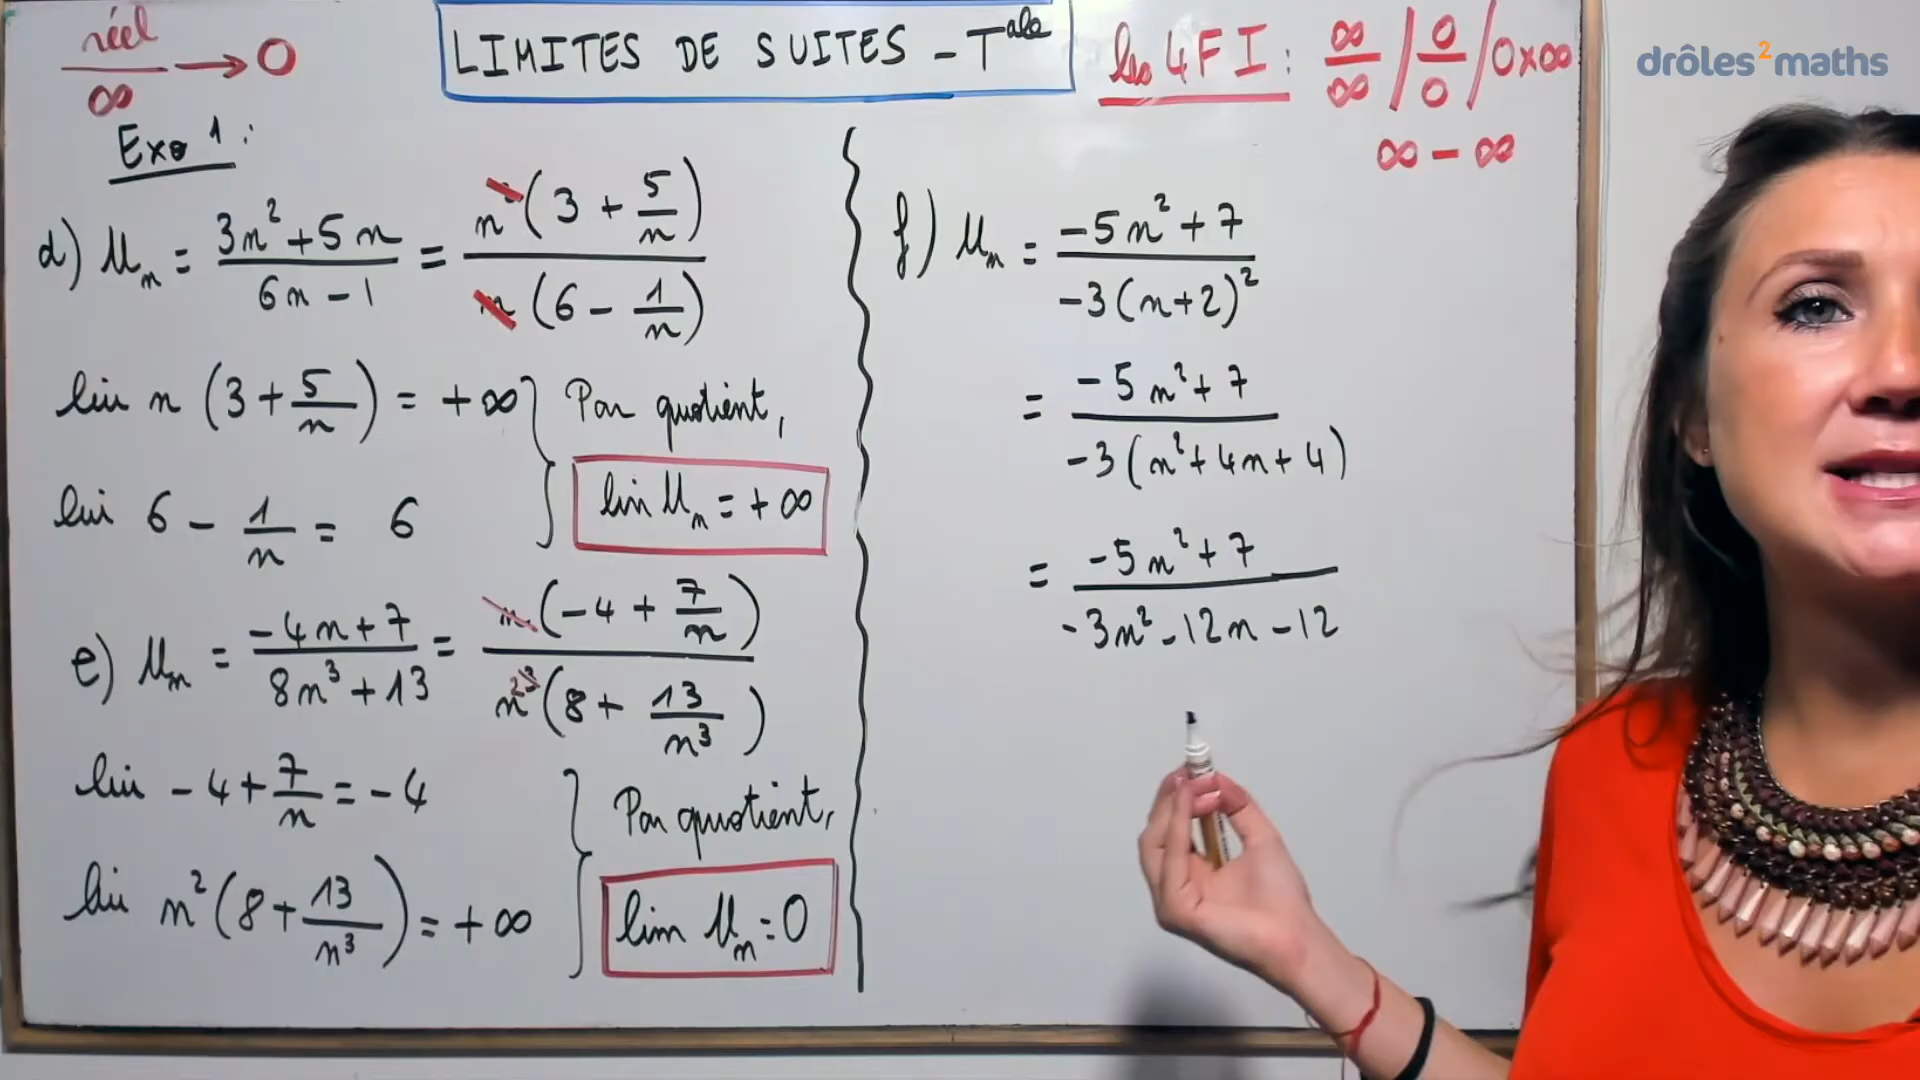 réel/∞ → 0
LIMITES DE SUITES - Tale
les 4 FI : ∞/∞ / 0/0 / 0×∞
∞ - ∞
drôles²maths
Exo 1 :
d) Un = (3n² + 5n)/(6n - 1) = n²(3 + 5/n)/n(6 - 1/n)
lim n (3 + 5/n) = +∞
lim 6 - 1/n = 6
Par quotient,
lim Un = +∞
e) Un = (-4n + 7)/(8n³ + 13) = n(-4 + 7/n)/n³²(8 + 13/n³)
lim -4 + 7/n = -4
lim n²(8 + 13/n³) = +∞
Par quotient,
lim Un = 0
f) Un = (-5n² + 7)/(-3(n+2)²)
= (-5n² + 7)/(-3(n² + 4n + 4))
= (-5n² + 7)/(-3n² - 12n - 12)